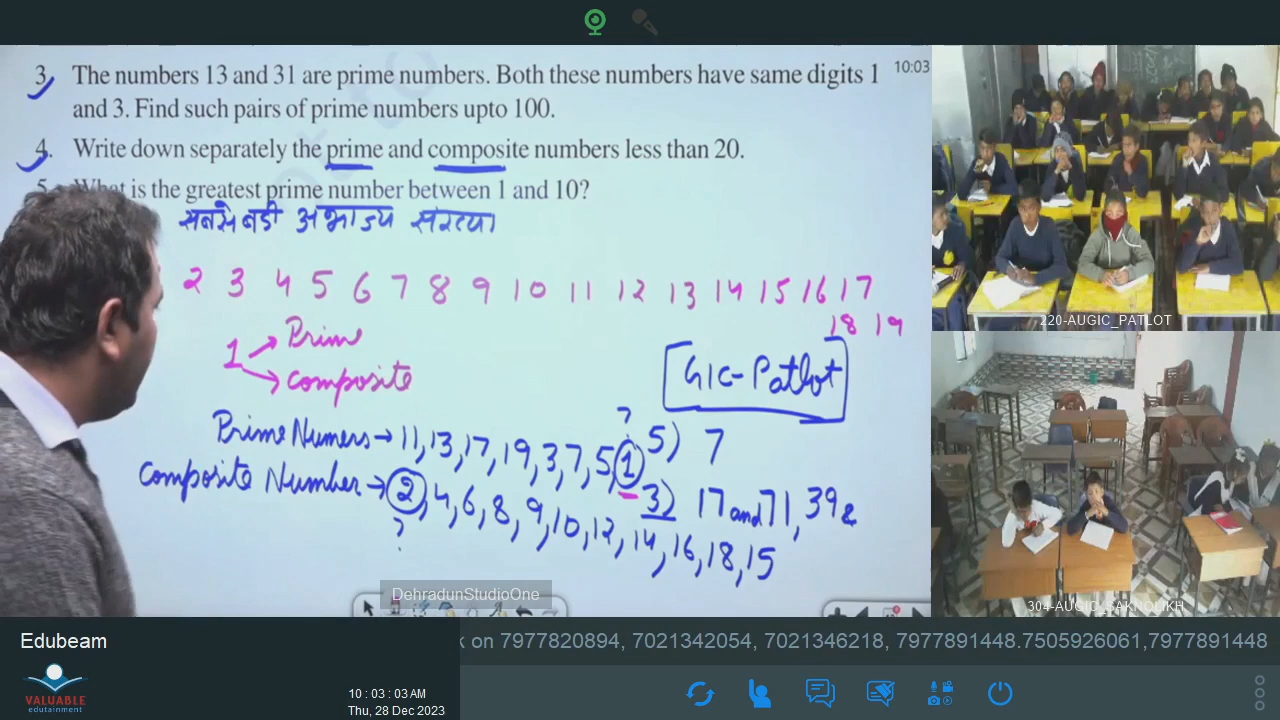 3. The numbers 13 and 31 are prime numbers. Both these numbers have same digits 1
and 3. Find such pairs of prime numbers upto 100.
10:03
4. Write down separately the prime and composite numbers less than 20.
5. What is the greatest prime number between 1 and 10?
सबसे बड़ी अभाज्य संख्या
2 3 4 5 6 7 8 9 10 11 12 13 14 15 16 17
18 19
1 → Prime
→ Composite
GIC-Patlot
Prime Numers → 11, 13, 17, 19, 3, 7, 5, 1
?
5) 7
Composite Number → 2, 4, 6, 8, 9, 10, 12, 14, 16, 18, 15
?
3) 17 and 71, 39 &
220-AUGIC_PATLOT
304-AUGIC_SAKNOLIKH
DehradunStudioOne
Edubeam
k on 7977820894, 7021342054, 7021346218, 7977891448.7505926061,7977891448
VALUABLE
edutainment
10 : 03 : 03 AM
Thu, 28 Dec 2023